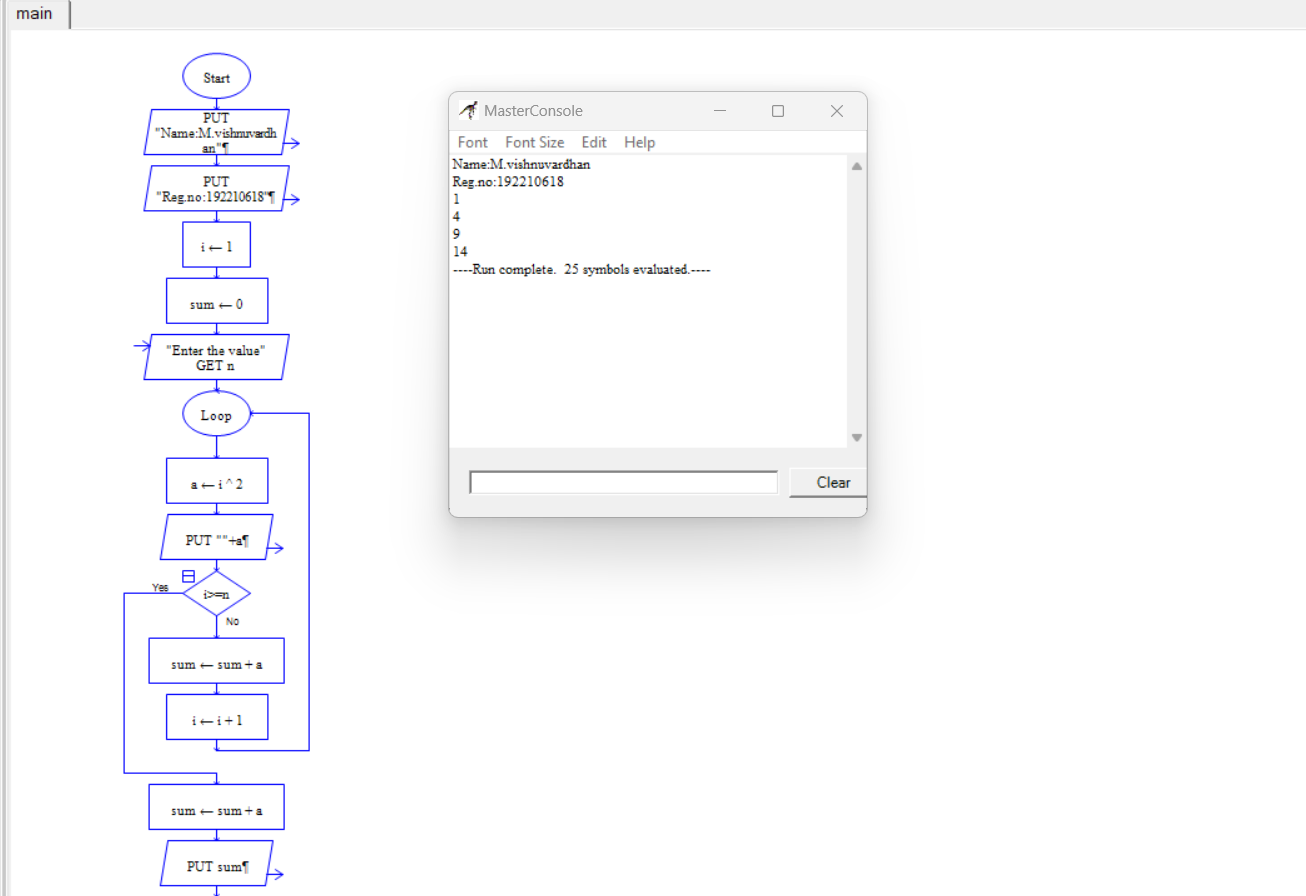 main
Start
PUT
"Name:M.vishnuvardh
an"¶
PUT
"Reg.no:192210618"¶
i ← 1
sum ← 0
"Enter the value"
GET n
Loop
a ← i ^ 2
PUT ""+a¶
Yes
i>=n
No
sum ← sum + a
i ← i + 1
sum ← sum + a
PUT sum¶
MasterConsole
Font Font Size Edit Help
Name:M.vishnuvardhan
Reg.no:192210618
1
4
9
14
----Run complete.  25 symbols evaluated.----
Clear